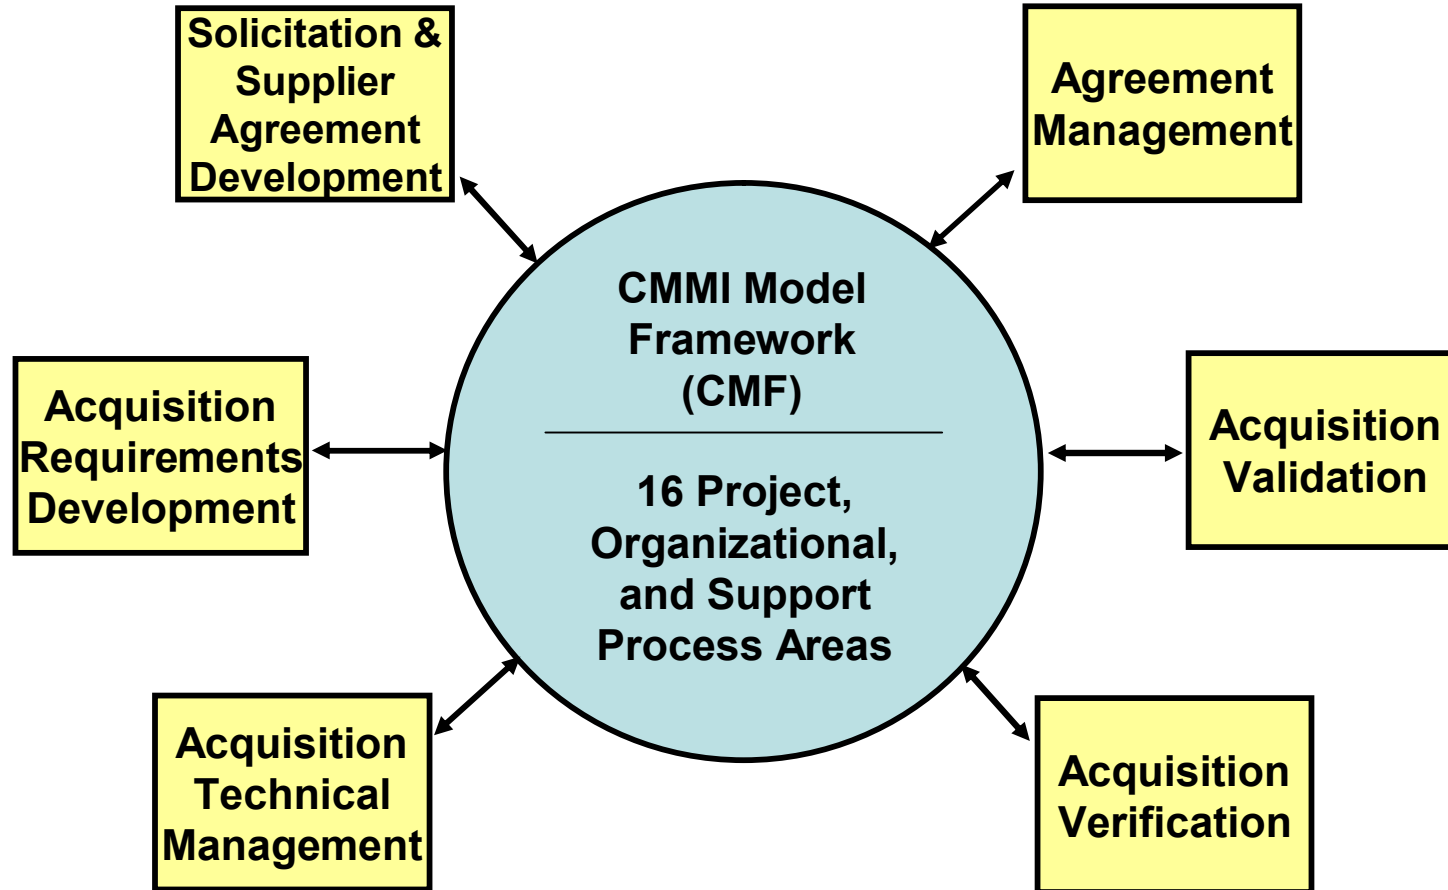 Solicitation &
Supplier
Agreement
Development
Agreement
Management
CMMI Model
Framework
(CMF)
16 Project,
Organizational,
and Support
Process Areas
Acquisition
Requirements
Development
Acquisition
Validation
Acquisition
Technical
Management
Acquisition
Verification